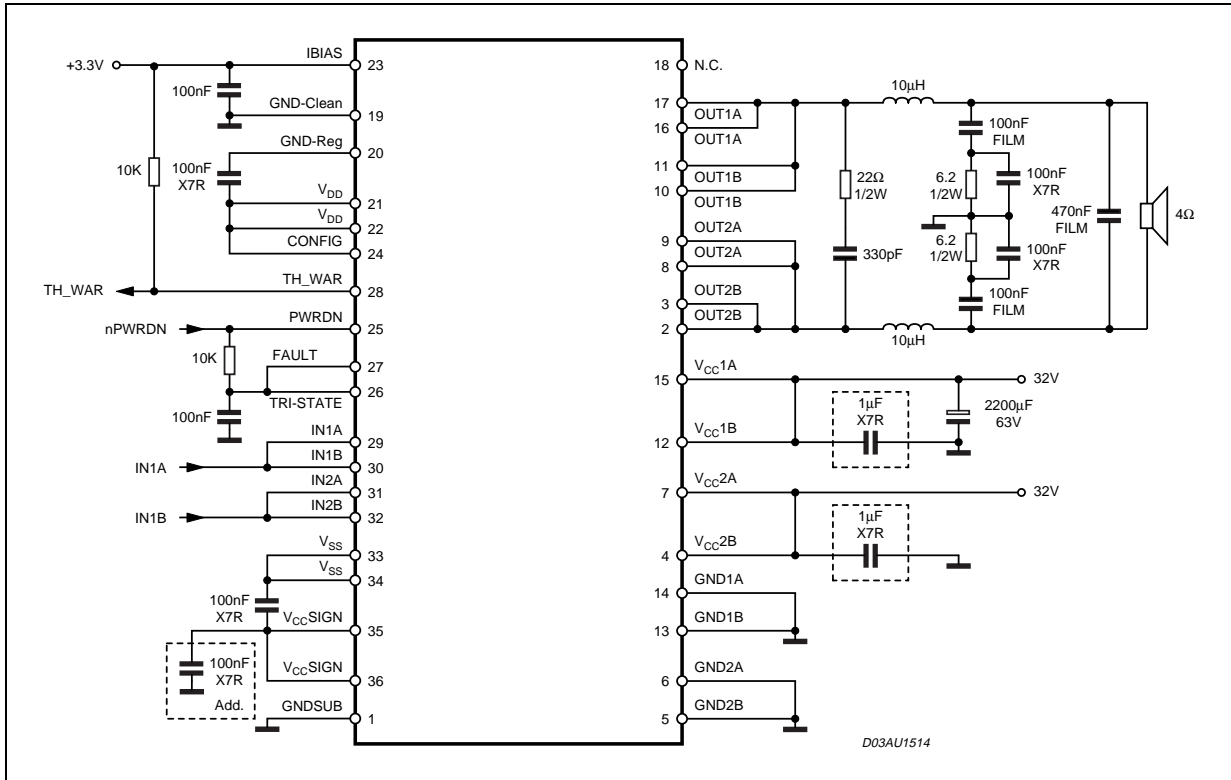 IBIAS
+3.3V
23
100nF
GND-Clean
19
GND-Reg
20
10K
100nF
X7R
VDD
21
VDD
22
CONFIG
24
TH_WAR
TH_WAR
28
PWRDN
nPWRDN
25
10K
FAULT
27
TRI-STATE
26
100nF
IN1A
29
IN1A
IN1B
30
IN2A
31
IN1B
IN2B
32
VSS
33
VSS
34
100nF
X7R
VCCSIGN
35
100nF
X7R
Add.
VCCSIGN
36
GNDSUB
1
18 N.C.
17
OUT1A
16
OUT1A
11
OUT1B
10
OUT1B
OUT2A
9
OUT2A
8
OUT2B
3
OUT2B
2
10μH
22Ω
1/2W
330pF
100nF
FILM
6.2
1/2W
100nF
X7R
6.2
1/2W
100nF
X7R
100nF
FILM
10μH
470nF
FILM
4Ω
15
VCC1A
32V
1μF
X7R
2200μF
63V
12
VCC1B
7
VCC2A
32V
1μF
X7R
4
VCC2B
14
GND1A
13
GND1B
6
GND2A
5
GND2B
D03AU1514